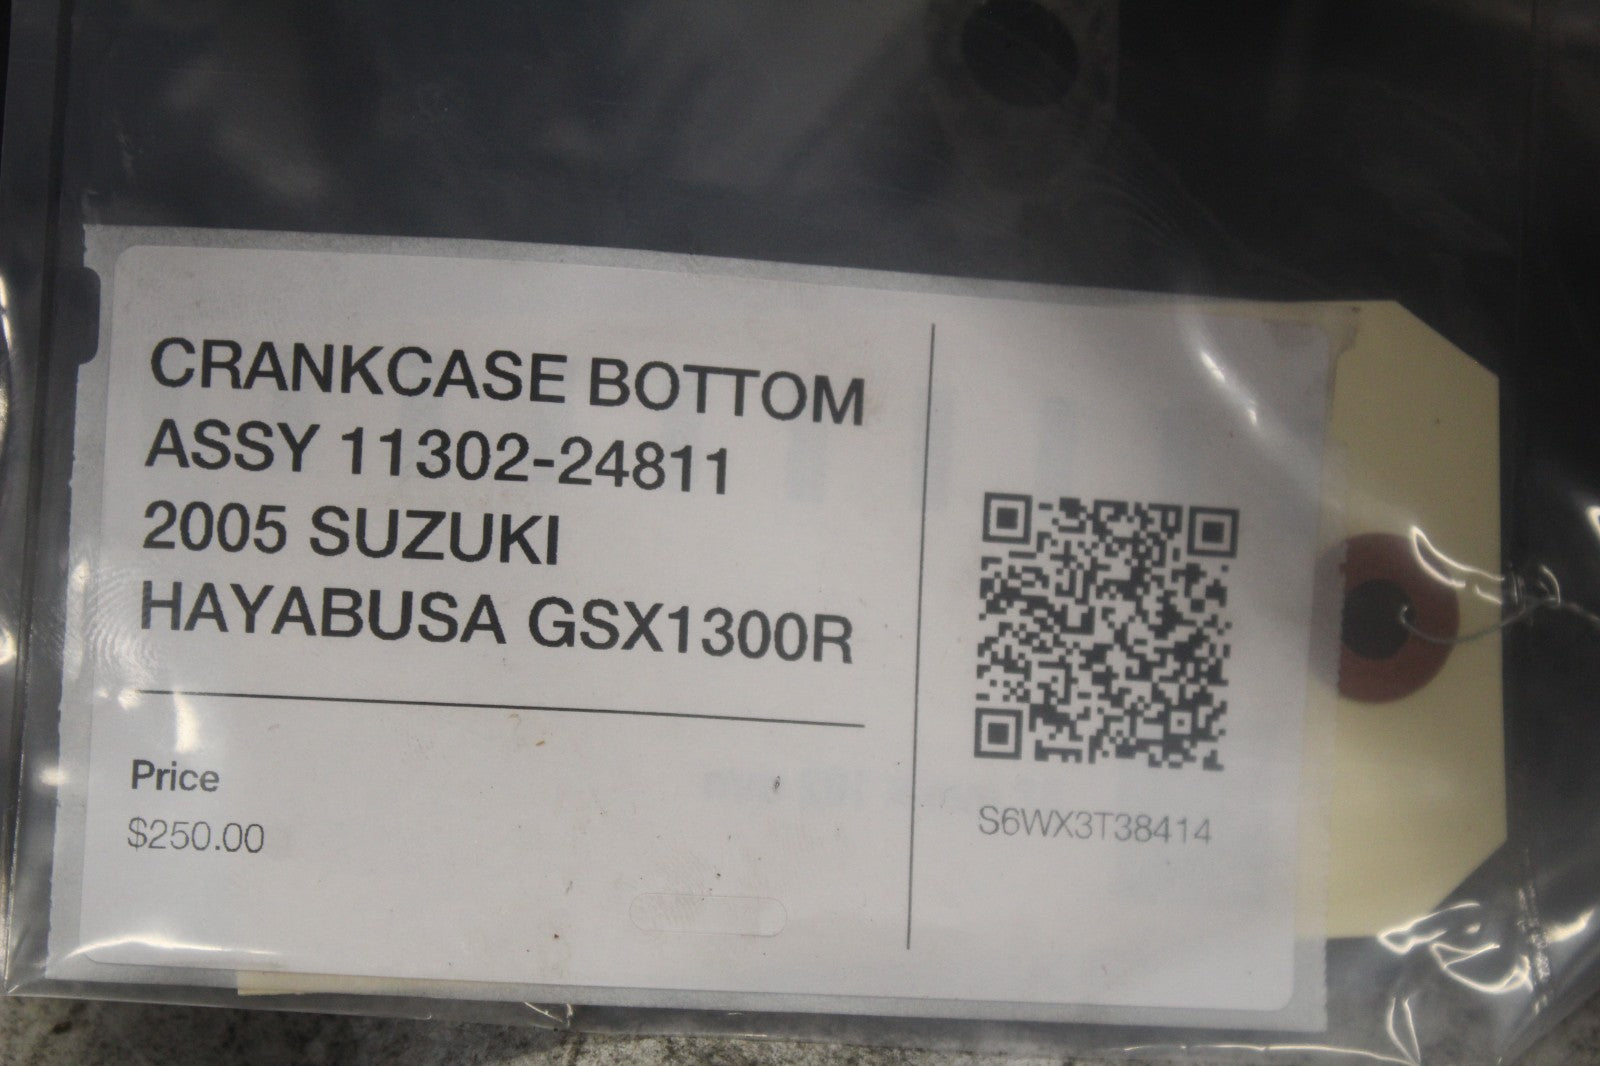 CRANKCASE BOTTOM
ASSY 11302-24811
2005 SUZUKI
HAYABUSA GSX1300R
Price
$250.00
S6WX3T38414